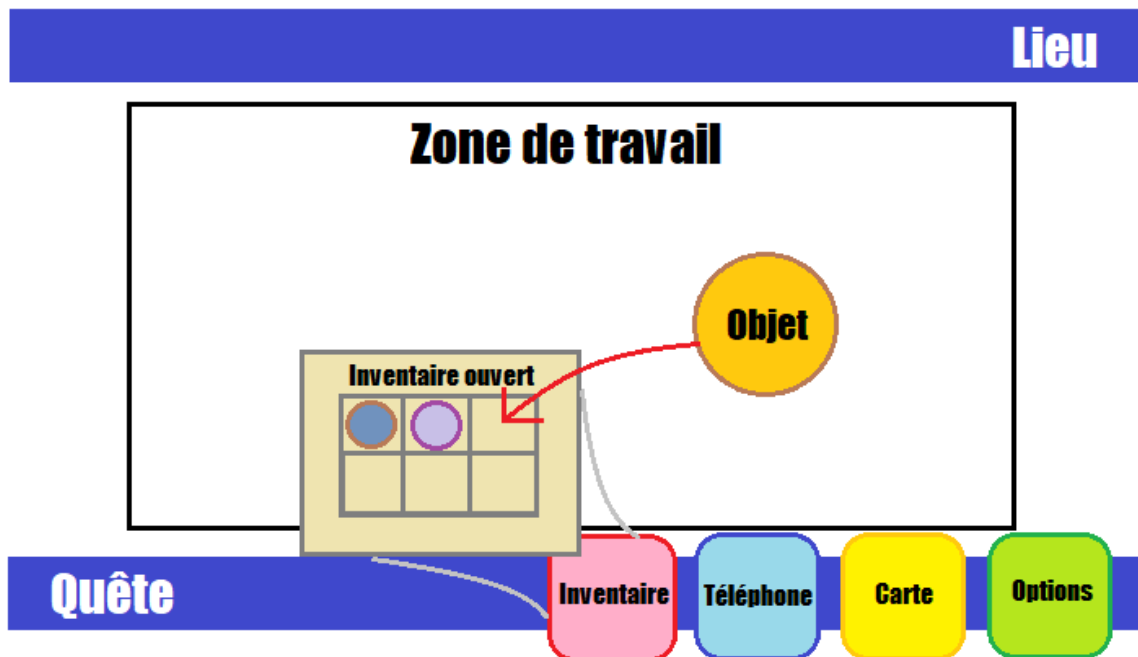 Lieu
Zone de travail
Objet
Inventaire ouvert
Quête
Inventaire
Téléphone
Carte
Options